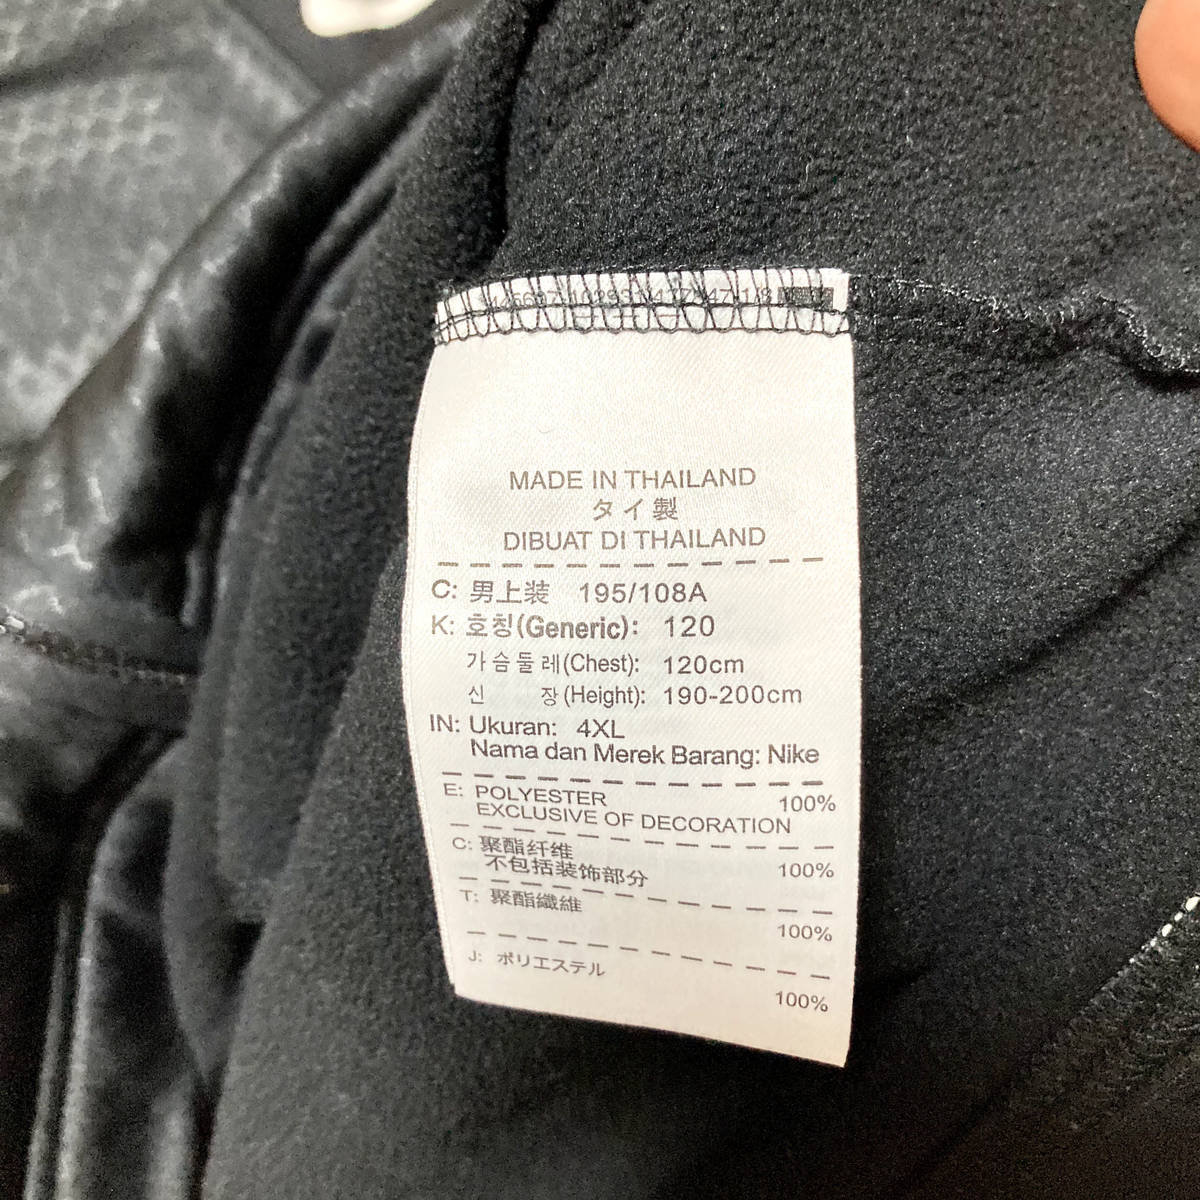 MADE IN THAILAND
タイ製
DIBUAT DI THAILAND
C: 男上装 195/108A
K: 호칭(Generic): 120
가슴둘레(Chest): 120cm
신 장(Height): 190-200cm
IN: Ukuran: 4XL
Nama dan Merek Barang: Nike
E: POLYESTER 100%
EXCLUSIVE OF DECORATION
C: 聚酯纤维 100%
不包括装饰部分
T: 聚酯纖維 100%
J: ポリエステル 100%